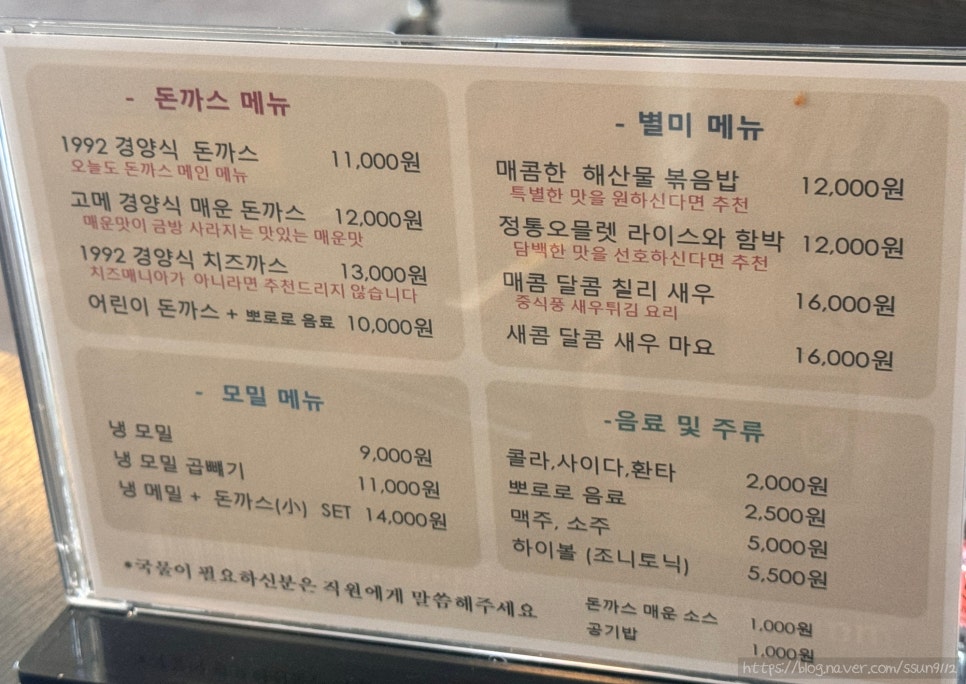 - 돈까스 메뉴
1992 경양식 돈까스 11,000원
오늘도 돈까스 메인 메뉴
고메 경양식 매운 돈까스 12,000원
매운맛이 금방 사라지는 맛있는 매운맛
1992 경양식 치즈까스 13,000원
치즈매니아가 아니라면 추천드리지 않습니다
어린이 돈까스 + 뽀로로 음료 10,000원
- 모밀 메뉴
냉 모밀 9,000원
냉 모밀 곱빼기 11,000원
냉 메밀 + 돈까스(小) SET 14,000원
*국물이 필요하신분은 직원에게 말씀해주세요
- 별미 메뉴
매콤한 해산물 볶음밥 12,000원
특별한 맛을 원하신다면 추천
정통오믈렛 라이스와 함박 12,000원
담백한 맛을 선호하신다면 추천
매콤 달콤 칠리 새우 16,000원
중식풍 새우튀김 요리
새콤 달콤 새우 마요 16,000원
-음료 및 주류
콜라,사이다,환타 2,000원
뽀로로 음료 2,500원
맥주, 소주 5,000원
하이볼 (조니토닉) 5,500원
돈까스 매운 소스 1,000원
공기밥 1,000원
https://blog.naver.com/ssun9112